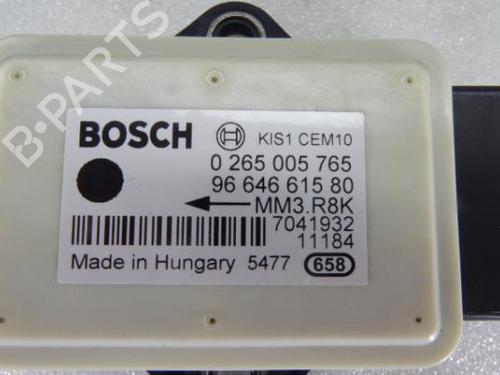 BOSCH KIS1 CEM10
0 265 005 765
96 646 615 80
MM3.R8K
7041932
11184
Made in Hungary 5477 658
B-PARTS